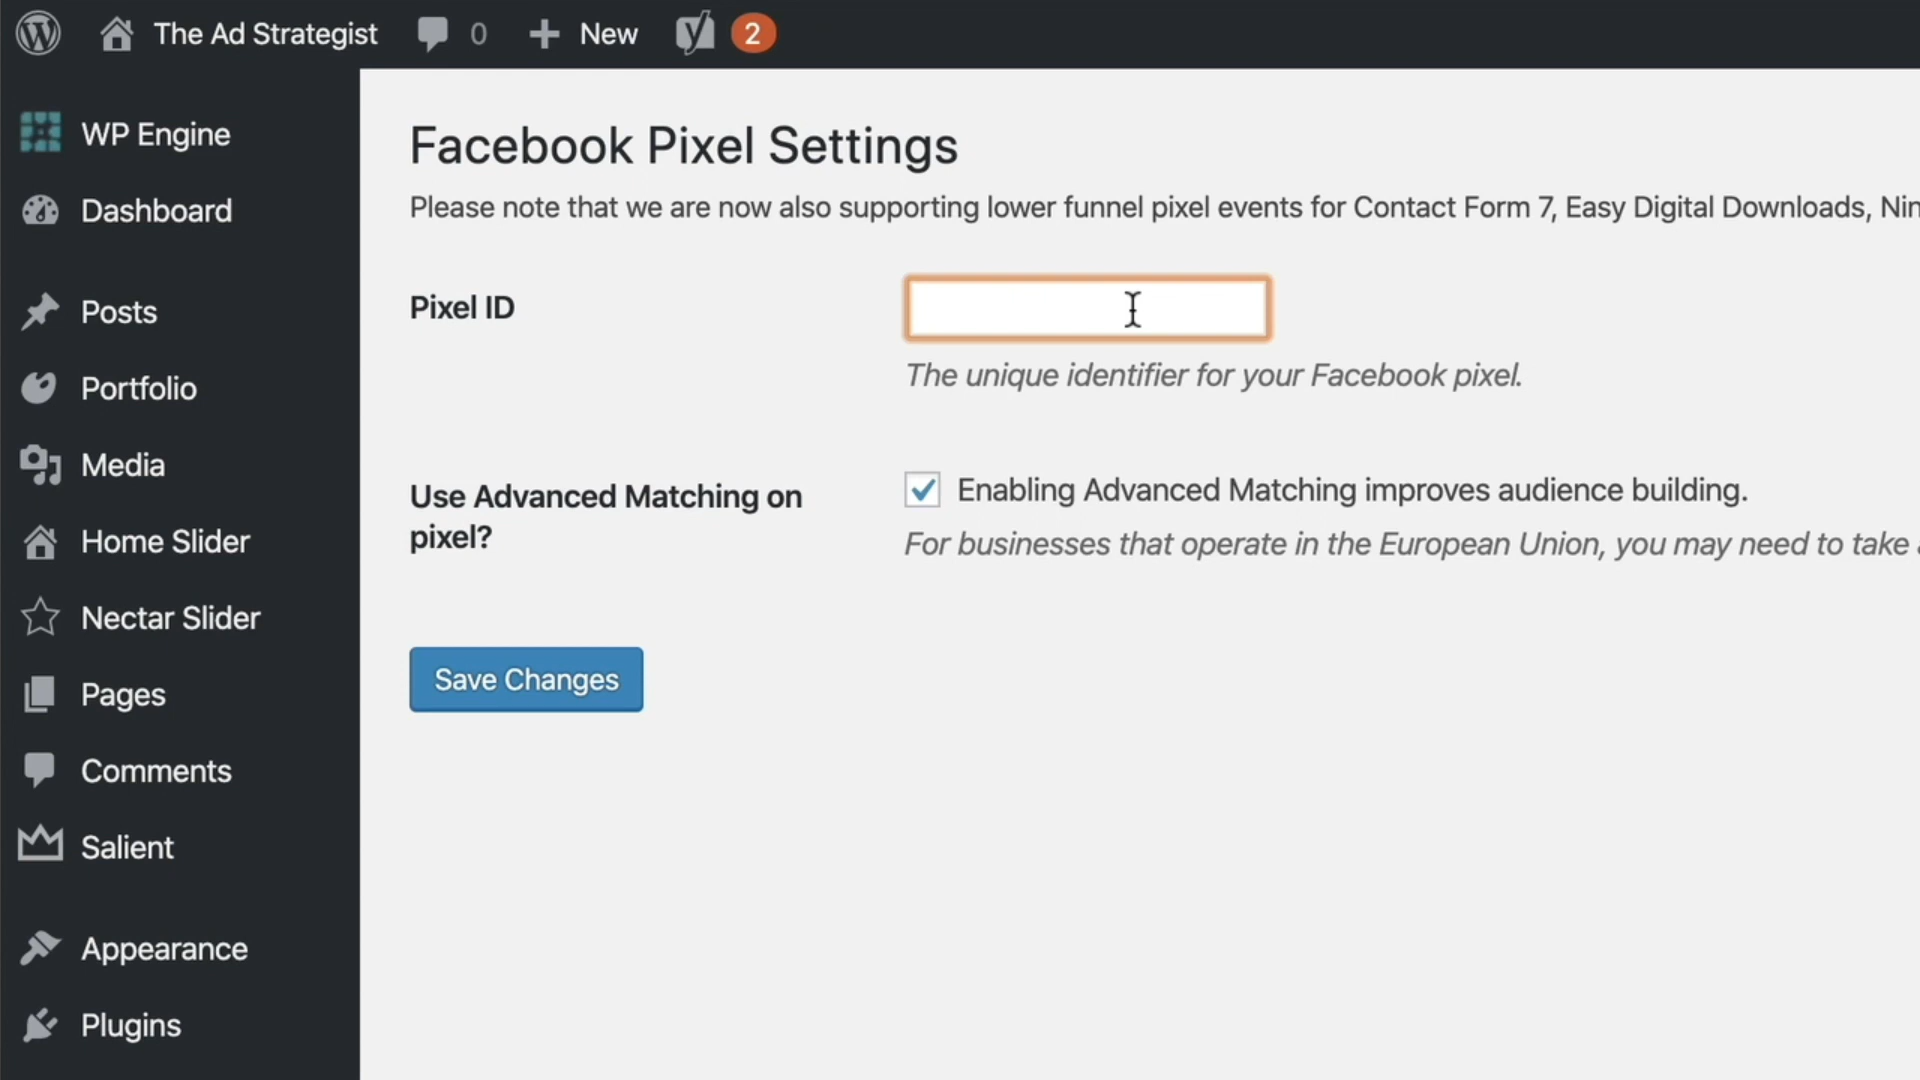 The Ad Strategist
0
New
2
WP Engine
Dashboard
Posts
Portfolio
Media
Home Slider
Nectar Slider
Pages
Comments
Salient
Appearance
Plugins
Facebook Pixel Settings
Please note that we are now also supporting lower funnel pixel events for Contact Form 7, Easy Digital Downloads, Nin
Pixel ID
The unique identifier for your Facebook pixel.
Use Advanced Matching on
pixel?
Enabling Advanced Matching improves audience building.
For businesses that operate in the European Union, you may need to take
Save Changes